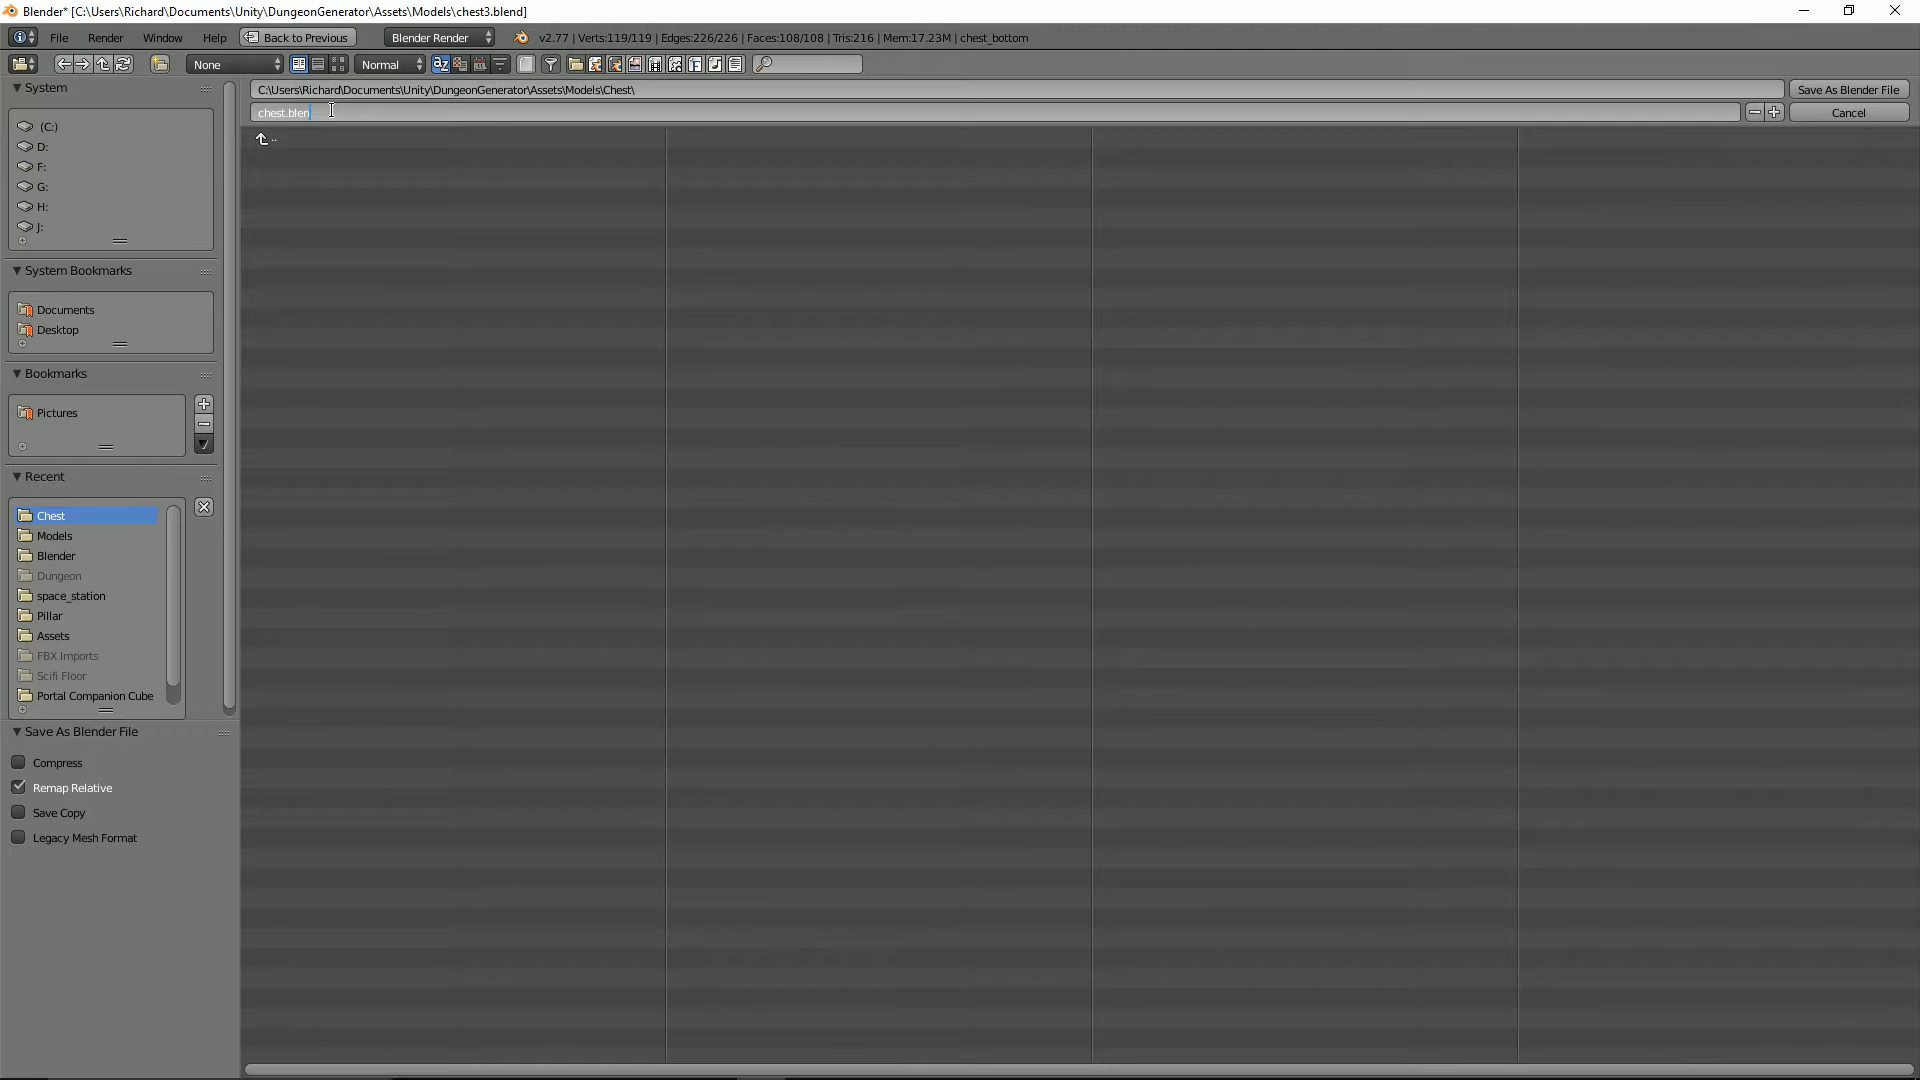 Blender* [C:\Users\Richard\Documents\Unity\DungeonGenerator\Assets\Models\chest3.blend]
File Render Window Help Back to Previous Blender Render v2.77 | Verts:119/119 | Edges:226/226 | Faces:108/108 | Tris:216 | Mem:17.23M | chest_bottom
None Normal
System
C:\Users\Richard\Documents\Unity\DungeonGenerator\Assets\Models\Chest\ Save As Blender File
chest.blen Cancel
..
(C:)
D:
F:
G:
H:
J:
System Bookmarks
Documents
Desktop
Bookmarks
Pictures
Recent
Chest
Models
Blender
Dungeon
space_station
Pillar
Assets
FBX Imports
Scifi Floor
Portal Companion Cube
Save As Blender File
Compress
Remap Relative
Save Copy
Legacy Mesh Format